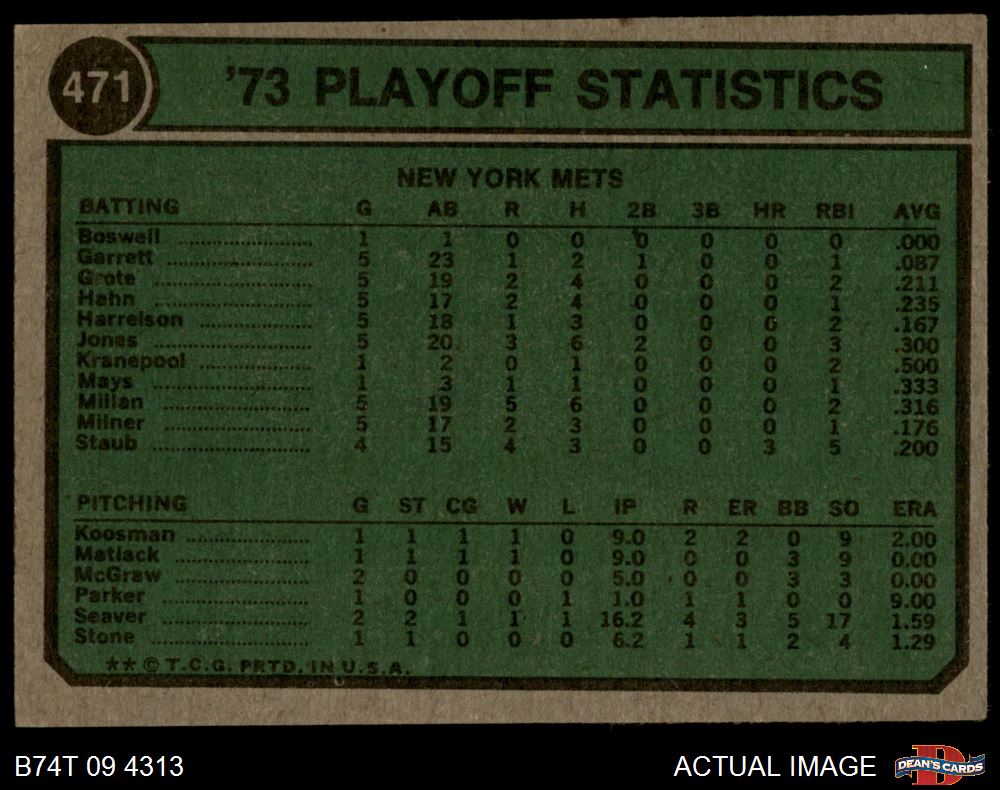 471
'73 PLAYOFF STATISTICS
NEW YORK METS
BATTING G AB R H 2B 3B HR RBI AVG
Boswell 1 1 0 0 0 0 0 0 .000
Garrett 5 23 1 2 1 0 0 1 .087
Grote 5 19 2 4 0 0 0 2 .211
Hahn 5 17 2 4 0 0 0 1 .235
Harrelson 5 18 1 3 0 0 0 2 .167
Jones 5 20 3 6 2 0 0 3 .300
Kranepool 1 2 0 1 0 0 0 2 .500
Mays 1 3 1 1 0 0 0 1 .333
Millan 5 19 5 6 0 0 0 2 .316
Milner 5 17 2 3 0 0 0 1 .176
Staub 4 15 4 3 0 0 3 5 .200
PITCHING G ST CG W L IP R ER BB SO ERA
Koosman 1 1 1 1 0 9.0 2 2 0 9 2.00
Matlack 1 1 1 1 0 9.0 0 0 3 9 0.00
McGraw 2 0 0 0 0 5.0 0 0 3 3 0.00
Parker 1 0 0 0 1 1.0 1 1 0 0 9.00
Seaver 2 2 1 1 1 16.2 4 3 5 17 1.59
Stone 1 1 0 0 0 6.2 1 1 2 4 1.29
** © T.C.G. PRTD. IN U.S.A.
B74T 09 4313 ACTUAL IMAGE DEAN'S CARDS